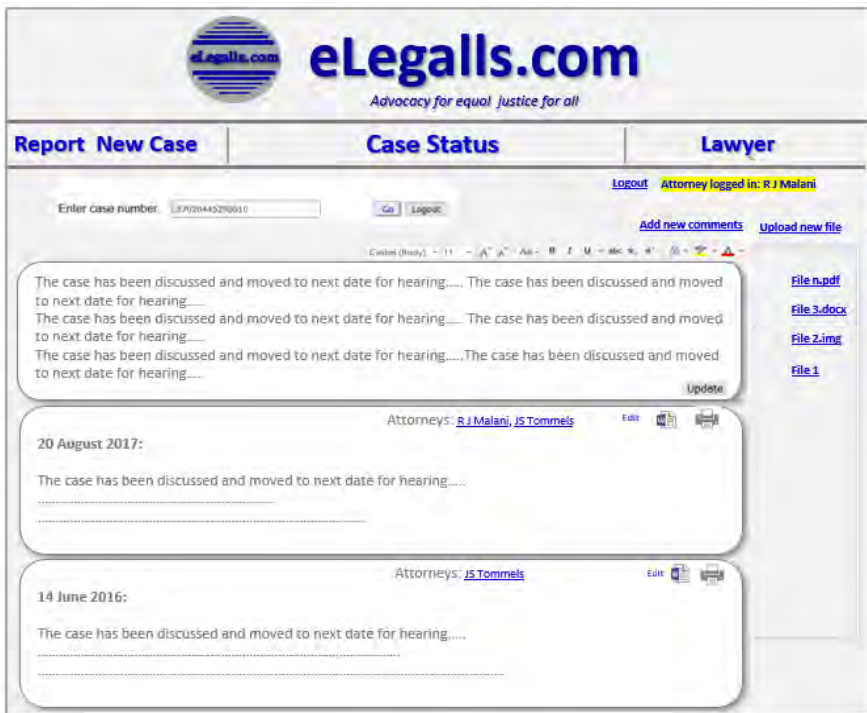 eLegalls.com
eLegalls.com
Advocacy for equal justice for all
Report New Case
Case Status
Lawyer
Logout Attorney logged in: R J Malani
Enter case number. Go Logout
Add new comments Upload new file
The case has been discussed and moved to next date for hearing..... The case has been discussed and moved
to next date for hearing.....
The case has been discussed and moved to next date for hearing..... The case has been discussed and moved
to next date for hearing.....
The case has been discussed and moved to next date for hearing.....The case has been discussed and moved
to next date for hearing.....
Update
File n.pdf
File 3.docx
File 2.img
File 1
Attorneys: R J Malani, JS Tommels Edit
20 August 2017:
The case has been discussed and moved to next date for hearing.....
Attorneys: JS Tommels Edit
14 June 2016:
The case has been discussed and moved to next date for hearing.....